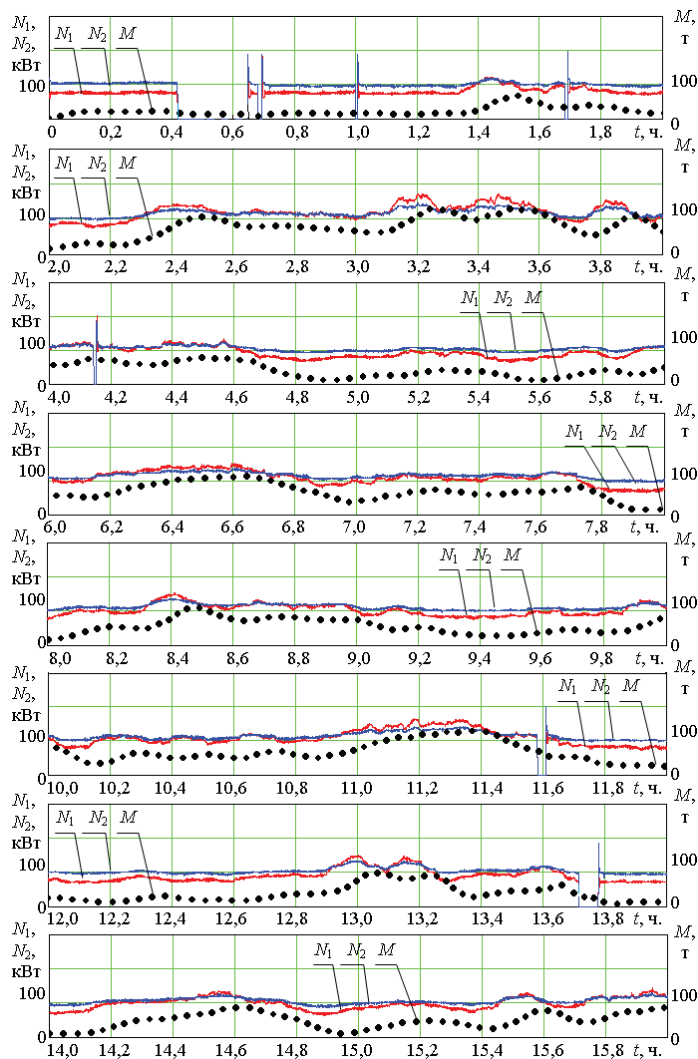 N₁, M,
N₂, N₁ N₂ M т
кВт
100 100
0
0 0,2 0,4 0,6 0,8 1,0 1,2 1,4 1,6 1,8 t, ч.
N₁, M,
N₂, N₁ N₂ M т
кВт
100 100
0 0
2,0 2,2 2,4 2,6 2,8 3,0 3,2 3,4 3,6 3,8 t, ч.
N₁, M,
N₂, N₁ N₂ M т
кВт
100 100
0 0
4,0 4,2 4,4 4,6 4,8 5,0 5,2 5,4 5,6 5,8 t, ч.
N₁, M,
N₂, N₁ N₂ M т
кВт
100 100
0 0
6,0 6,2 6,4 6,6 6,8 7,0 7,2 7,4 7,6 7,8 t, ч.
N₁, M,
N₂, N₁ N₂ M т
кВт
100 100
0 0
8,0 8,2 8,4 8,6 8,8 9,0 9,2 9,4 9,6 9,8 t, ч.
N₁, M,
N₂, N₁ N₂ M т
кВт
100 100
0 0
10,0 10,2 10,4 10,6 10,8 11,0 11,2 11,4 11,6 11,8 t, ч.
N₁, M,
N₂, N₁ N₂ M т
кВт
100 100
0 0
12,0 12,2 12,4 12,6 12,8 13,0 13,2 13,4 13,6 13,8 t, ч.
N₁, M,
N₂, N₁ N₂ M т
кВт
100 100
0 0
14,0 14,2 14,4 14,6 14,8 15,0 15,2 15,4 15,6 15,8 t, ч.